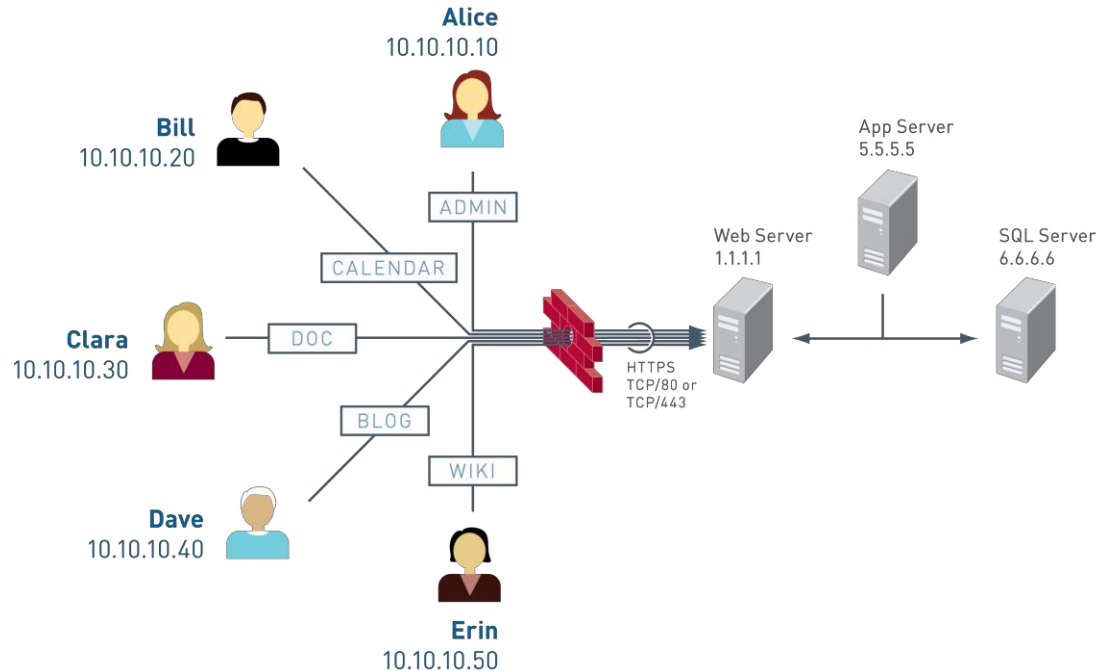 Alice
10.10.10.10
Bill
10.10.10.20
ADMIN
CALENDAR
App Server
5.5.5.5
Web Server
1.1.1.1
SQL Server
6.6.6.6
Clara
10.10.10.30
DOC
HTTPS
TCP/80 or
TCP/443
BLOG
WIKI
Dave
10.10.10.40
Erin
10.10.10.50